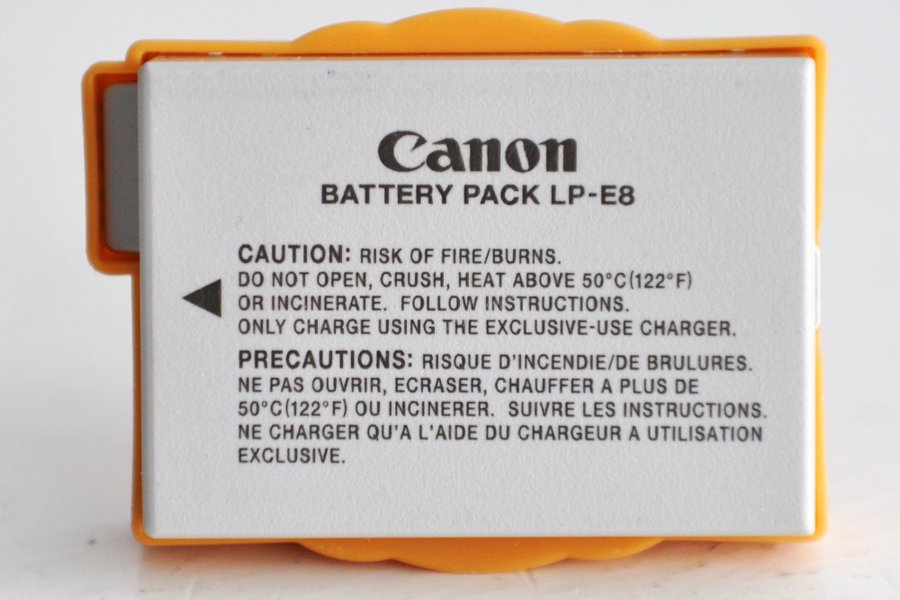 Canon
BATTERY PACK LP-E8
CAUTION: RISK OF FIRE/BURNS.
DO NOT OPEN, CRUSH, HEAT ABOVE 50°C(122°F)
OR INCINERATE. FOLLOW INSTRUCTIONS.
ONLY CHARGE USING THE EXCLUSIVE-USE CHARGER.
PRECAUTIONS: RISQUE D'INCENDIE/DE BRULURES.
NE PAS OUVRIR, ECRASER, CHAUFFER A PLUS DE
50°C(122°F) OU INCINERER. SUIVRE LES INSTRUCTIONS.
NE CHARGER QU'A L'AIDE DU CHARGEUR A UTILISATION
EXCLUSIVE.